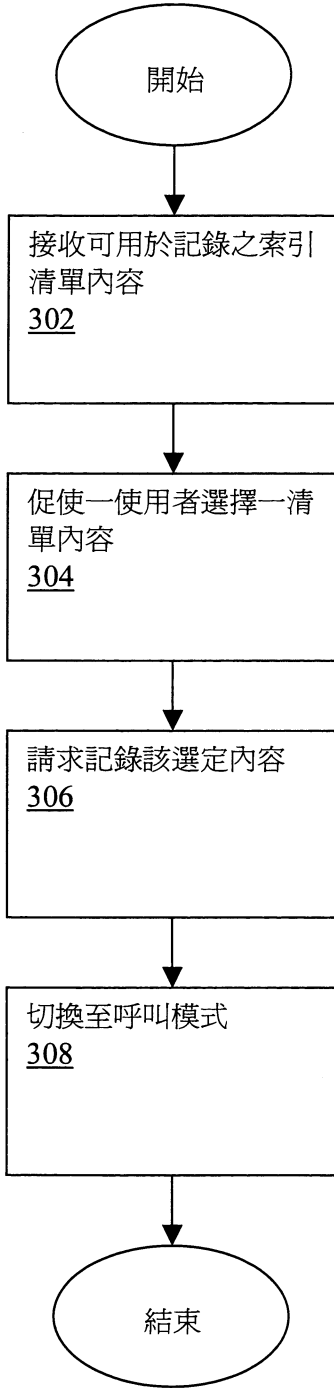 開始
接收可用於記錄之索引
清單內容
302
促使一使用者選擇一清
單內容
304
請求記錄該選定內容
306
切換至呼叫模式
308
結束